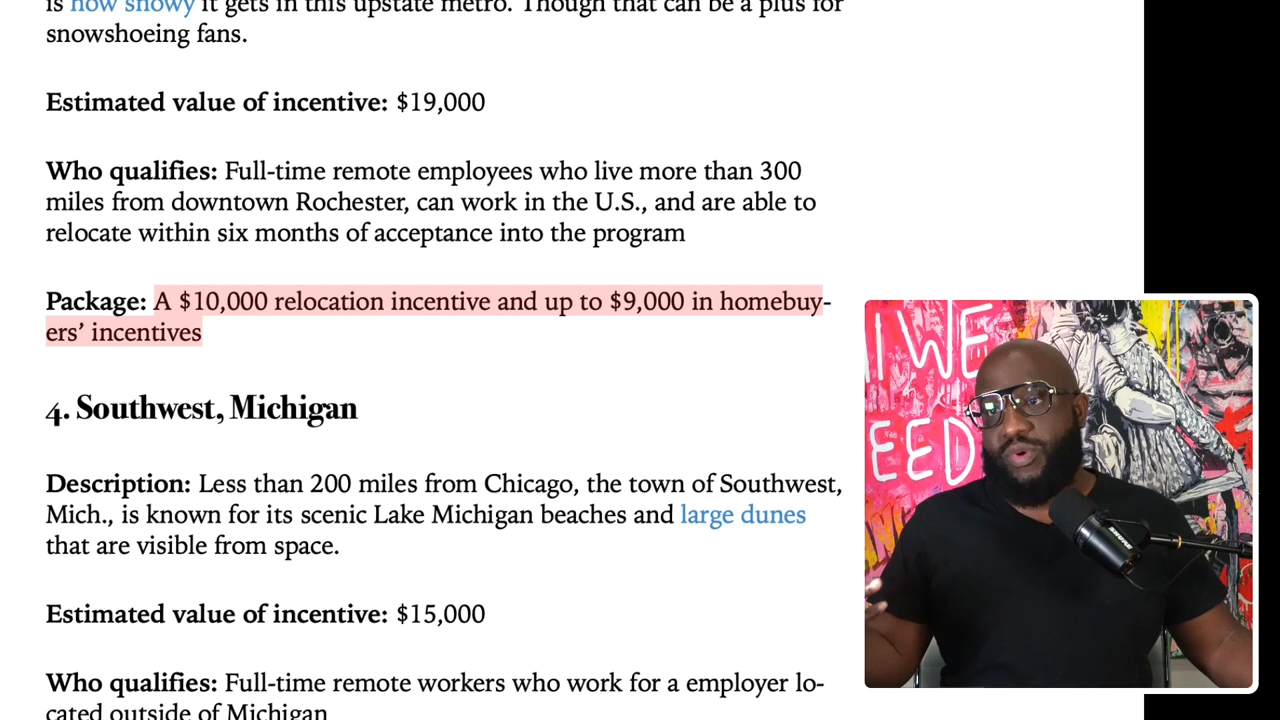 is how snowy it gets in this upstate metro. Though that can be a plus for
snowshoeing fans.
Estimated value of incentive: $19,000
Who qualifies: Full-time remote employees who live more than 300
miles from downtown Rochester, can work in the U.S., and are able to
relocate within six months of acceptance into the program
Package: A $10,000 relocation incentive and up to $9,000 in homebuy-
ers’ incentives
4. Southwest, Michigan
Description: Less than 200 miles from Chicago, the town of Southwest,
Mich., is known for its scenic Lake Michigan beaches and large dunes
that are visible from space.
Estimated value of incentive: $15,000
Who qualifies: Full-time remote workers who work for a employer lo-
cated outside of Michigan
WE
EED
SHURE